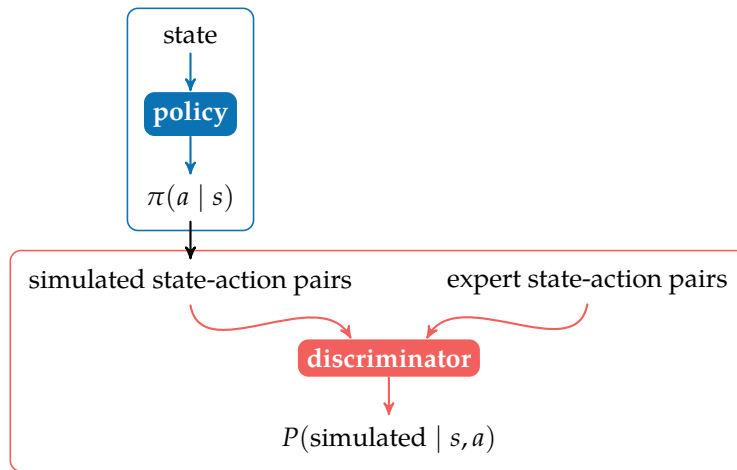 state
policy
π(a | s)
simulated state-action pairs
expert state-action pairs
discriminator
P(simulated | s, a)